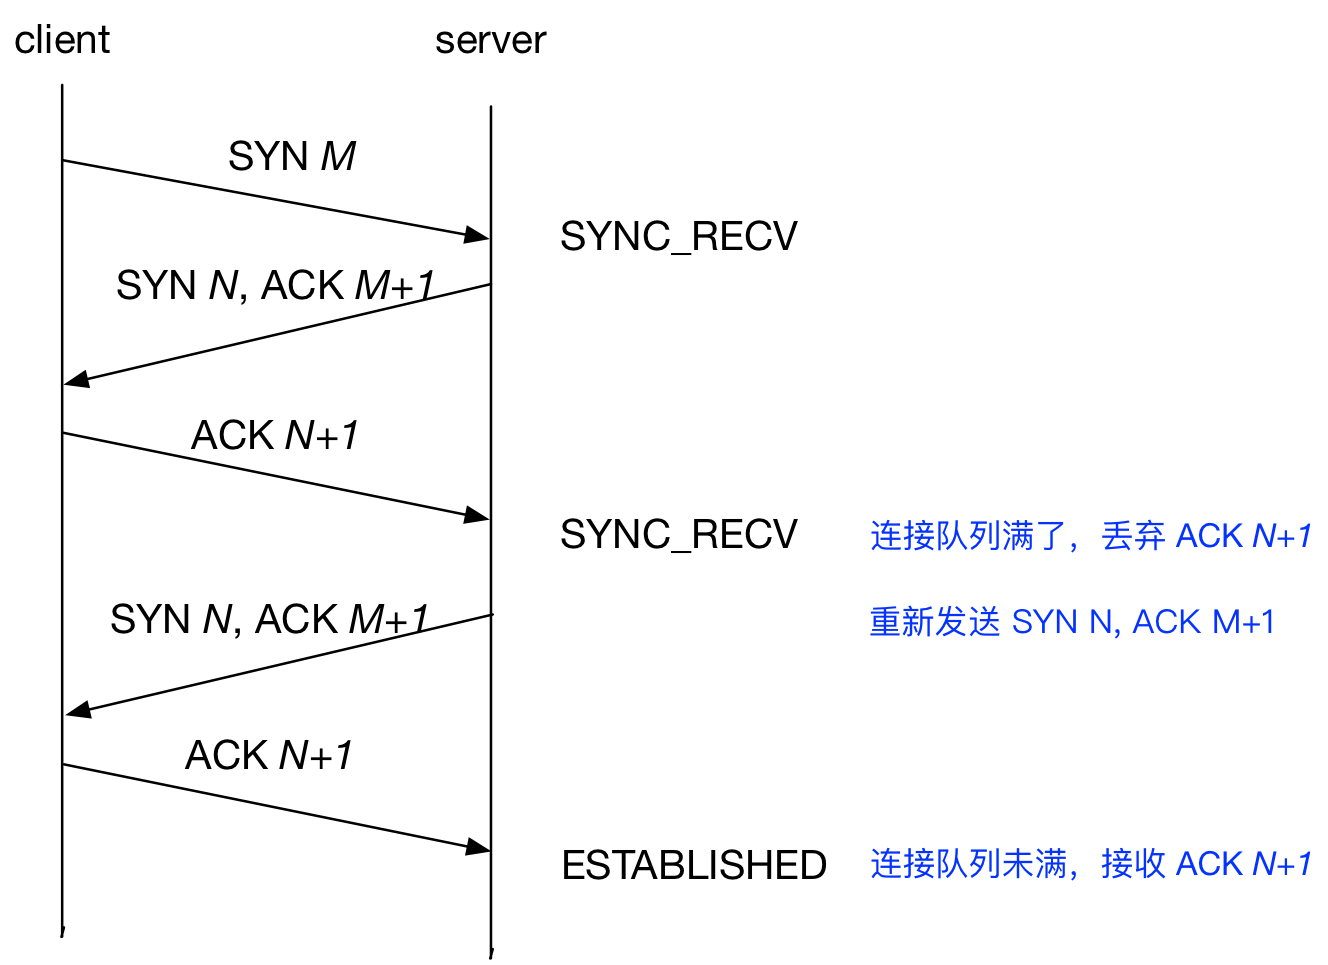 client
server
SYN M
SYNC_RECV
SYN N, ACK M+1
ACK N+1
SYNC_RECV
连接队列满了，丢弃 ACK N+1
SYN N, ACK M+1
重新发送 SYN N, ACK M+1
ACK N+1
ESTABLISHED
连接队列未满，接收 ACK N+1